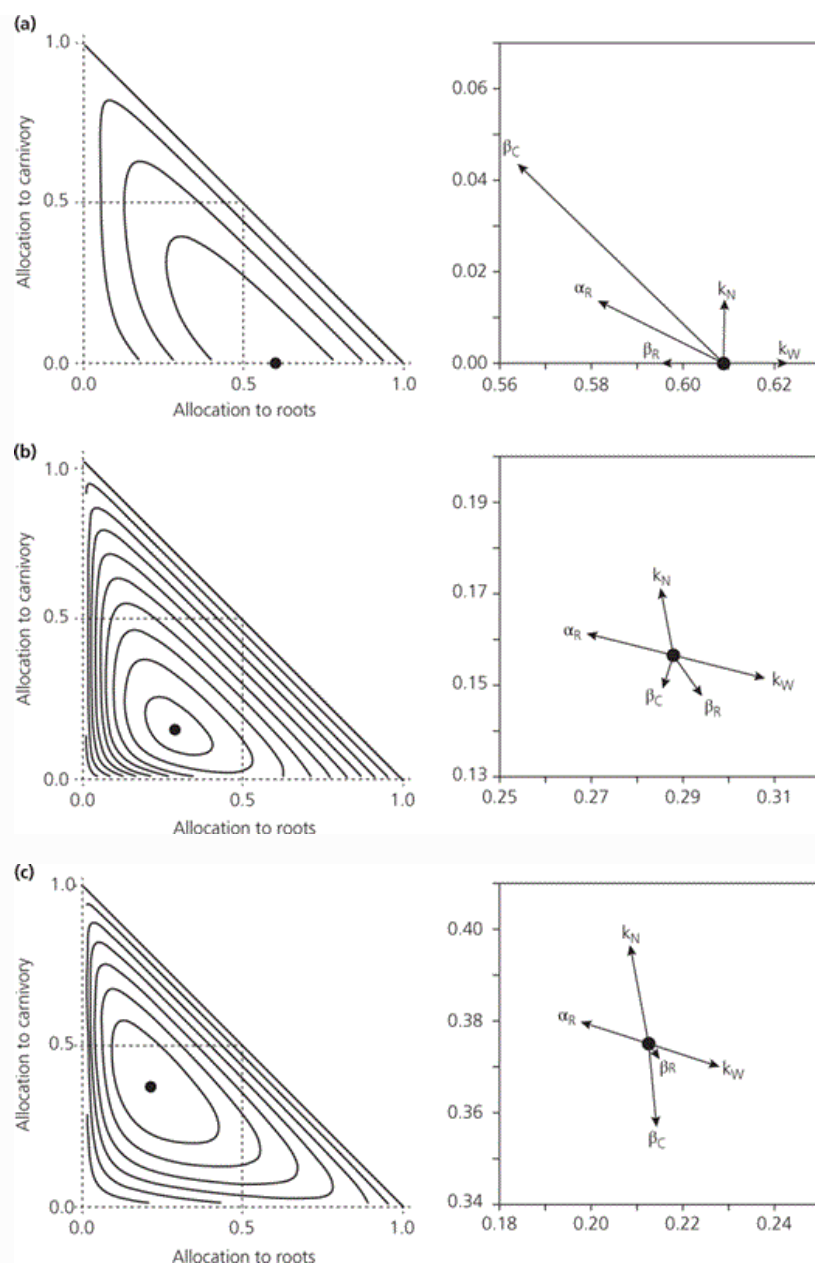 (a)
1.0
0.5
0.0
Allocation to carnivory
0.0
0.5
1.0
Allocation to roots
0.06
0.04
0.02
0.00
0.56
0.58
0.60
0.62
βC
αR
βR
kN
kW
(b)
1.0
0.5
0.0
Allocation to carnivory
0.0
0.5
1.0
Allocation to roots
0.19
0.17
0.15
0.13
0.25
0.27
0.29
0.31
kN
αR
kW
βC
βR
(c)
1.0
0.5
0.0
Allocation to carnivory
0.0
0.5
1.0
Allocation to roots
0.40
0.38
0.36
0.34
0.18
0.20
0.22
0.24
kN
αR
βR
kW
βC